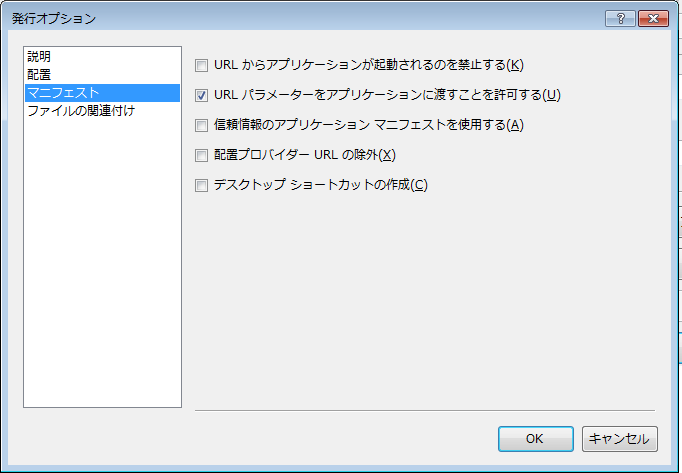 発行オプション
?
説明
配置
マニフェスト
ファイルの関連付け
URL からアプリケーションが起動されるのを禁止する(K)
URL パラメーターをアプリケーションに渡すことを許可する(U)
信頼情報のアプリケーション マニフェストを使用する(A)
配置プロバイダー URL の除外(X)
デスクトップ ショートカットの作成(C)
OK
キャンセル